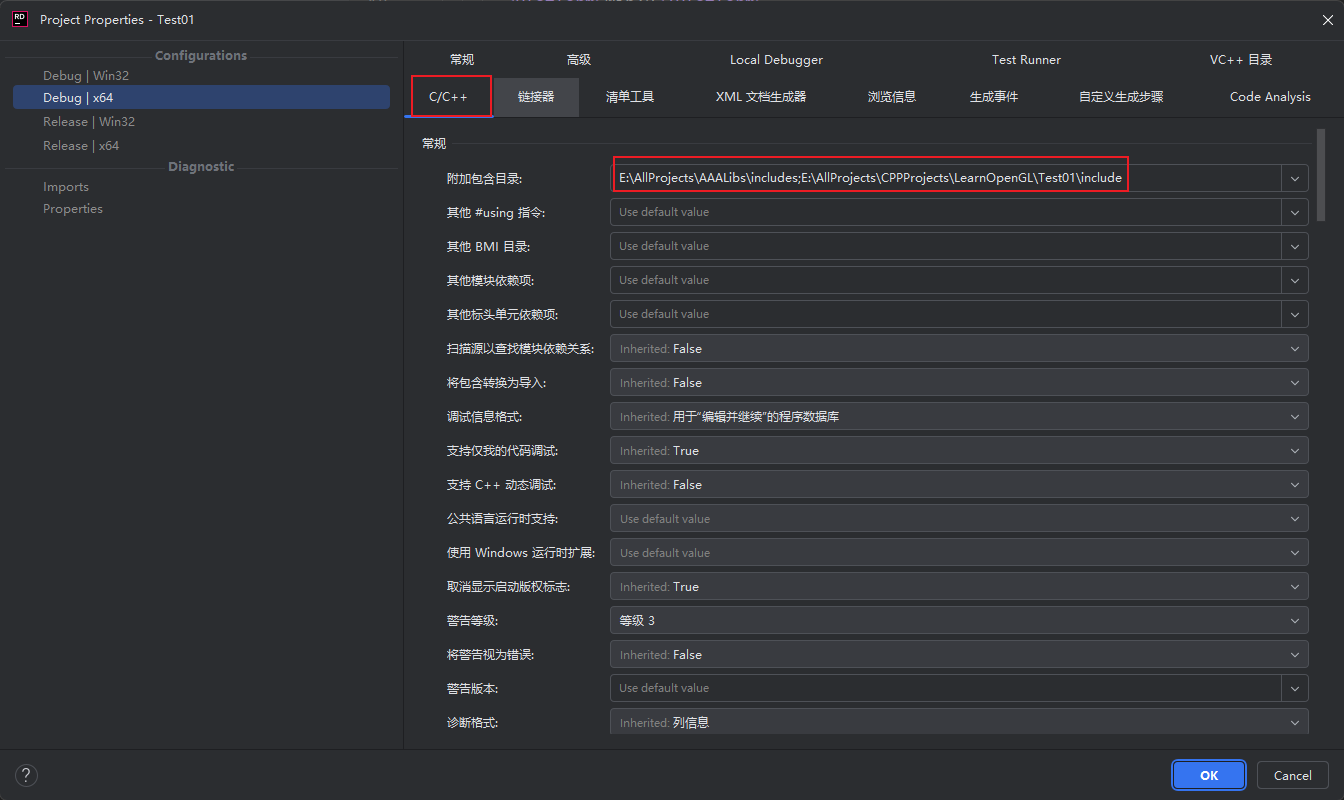 Project Properties - Test01
Configurations
Debug | Win32
Debug | x64
Release | Win32
Release | x64
Diagnostic
Imports
Properties
常规 高级 Local Debugger Test Runner VC++ 目录
C/C++ 链接器 清单工具 XML 文档生成器 浏览信息 生成事件 自定义生成步骤 Code Analysis
常规
附加包含目录: E:\AllProjects\AAALibs\includes;E:\AllProjects\CPPProjects\LearnOpenGL\Test01\include
其他 #using 指令: Use default value
其他 BMI 目录: Use default value
其他模块依赖项: Use default value
其他标头单元依赖项: Use default value
扫描源以查找模块依赖关系: Inherited: False
将包含转换为导入: Inherited: False
调试信息格式: Inherited: 用于“编辑并继续”的程序数据库
支持仅我的代码调试: Inherited: True
支持 C++ 动态调试: Inherited: False
公共语言运行时支持: Use default value
使用 Windows 运行时扩展: Use default value
取消显示启动版权标志: Inherited: True
警告等级: 等级 3
将警告视为错误: Inherited: False
警告版本: Use default value
诊断格式: Inherited: 列信息
? OK Cancel